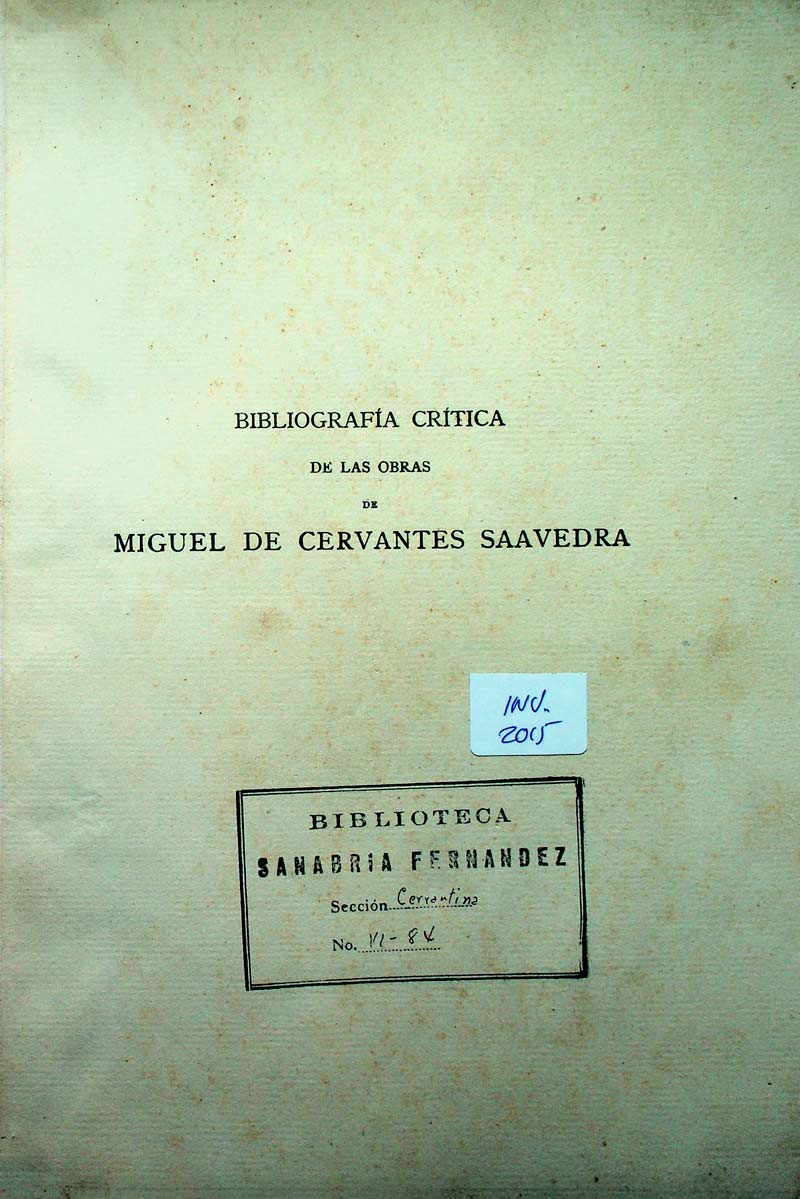 BIBLIOGRAFÍA CRÍTICA
DE LAS OBRAS
DE
MIGUEL DE CERVANTES SAAVEDRA
INV.
2015
BIBLIOTECA
SANABRIA FERNANDEZ
Sección Cervantina
No. VI-84